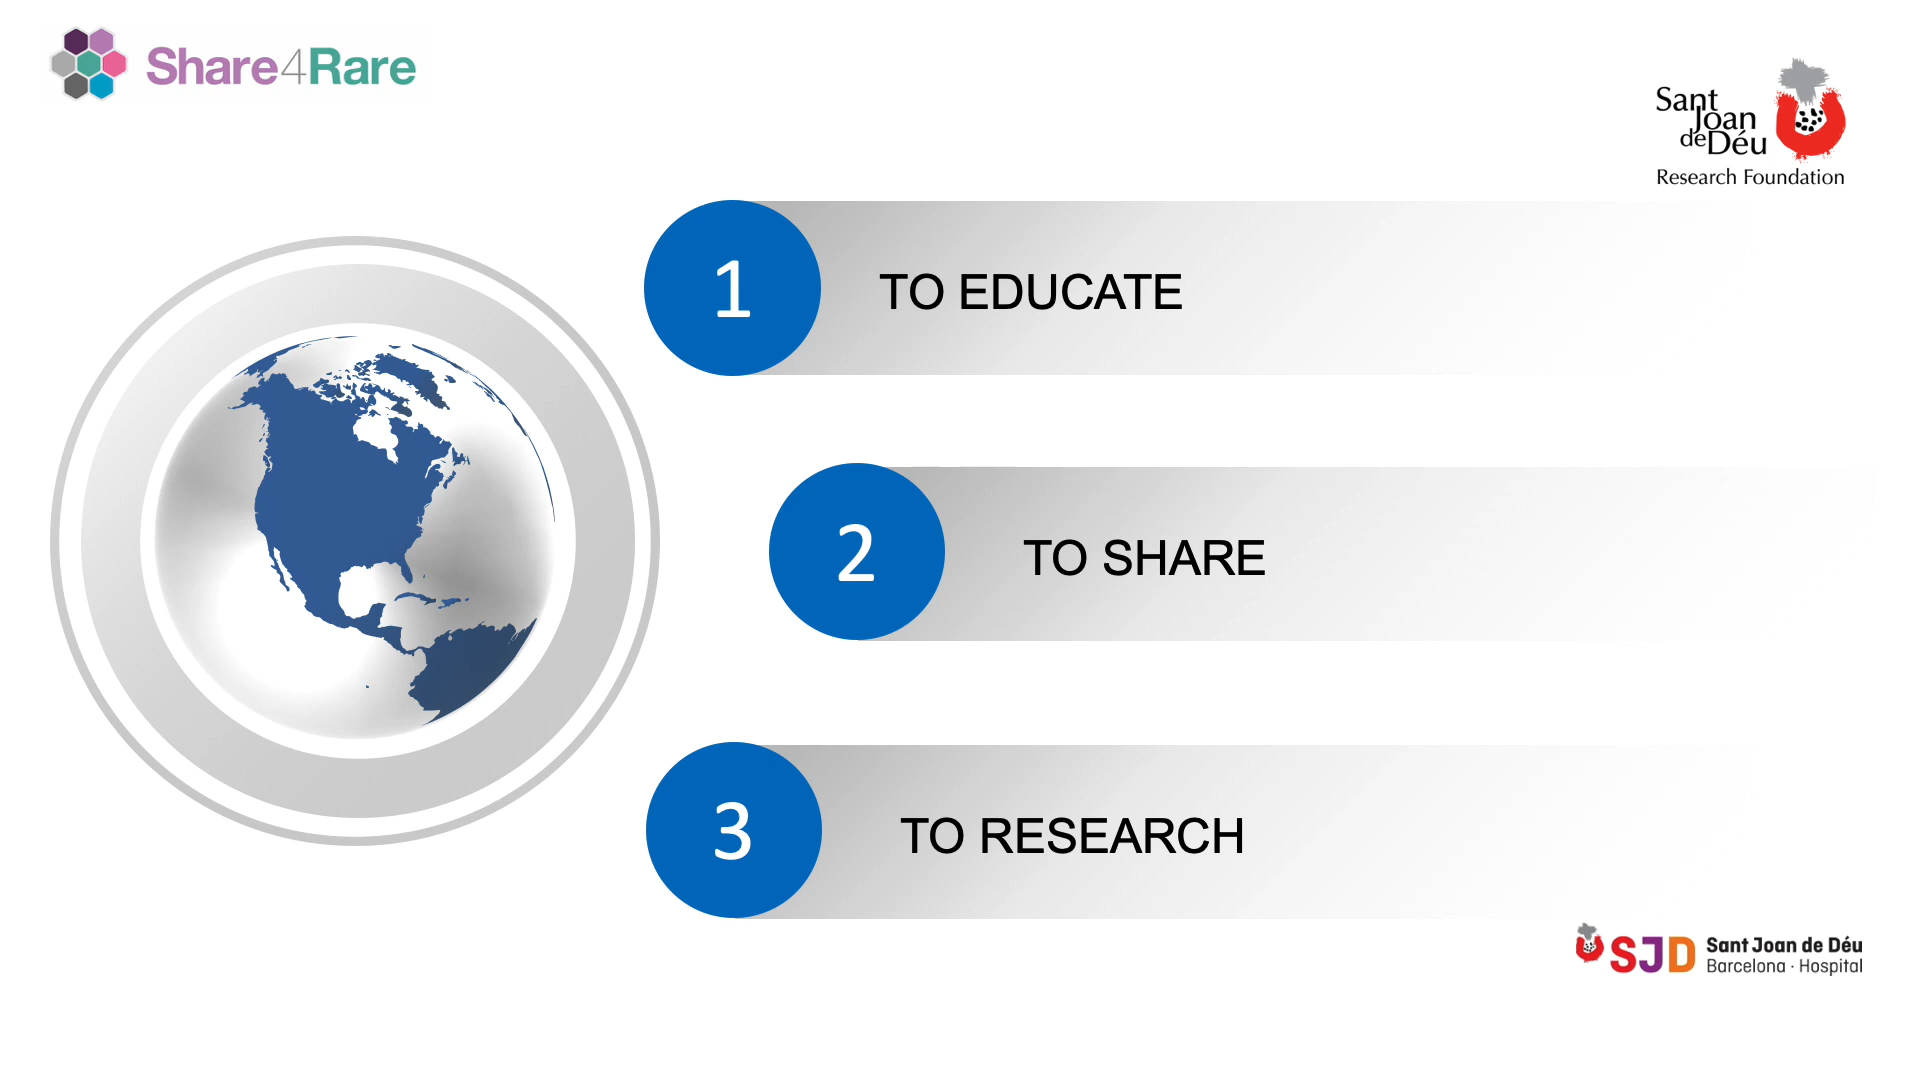 Share4Rare
Sant
Joan
de Déu
Research Foundation
1
TO EDUCATE
2
TO SHARE
3
TO RESEARCH
SJD
Sant Joan de Déu
Barcelona · Hospital